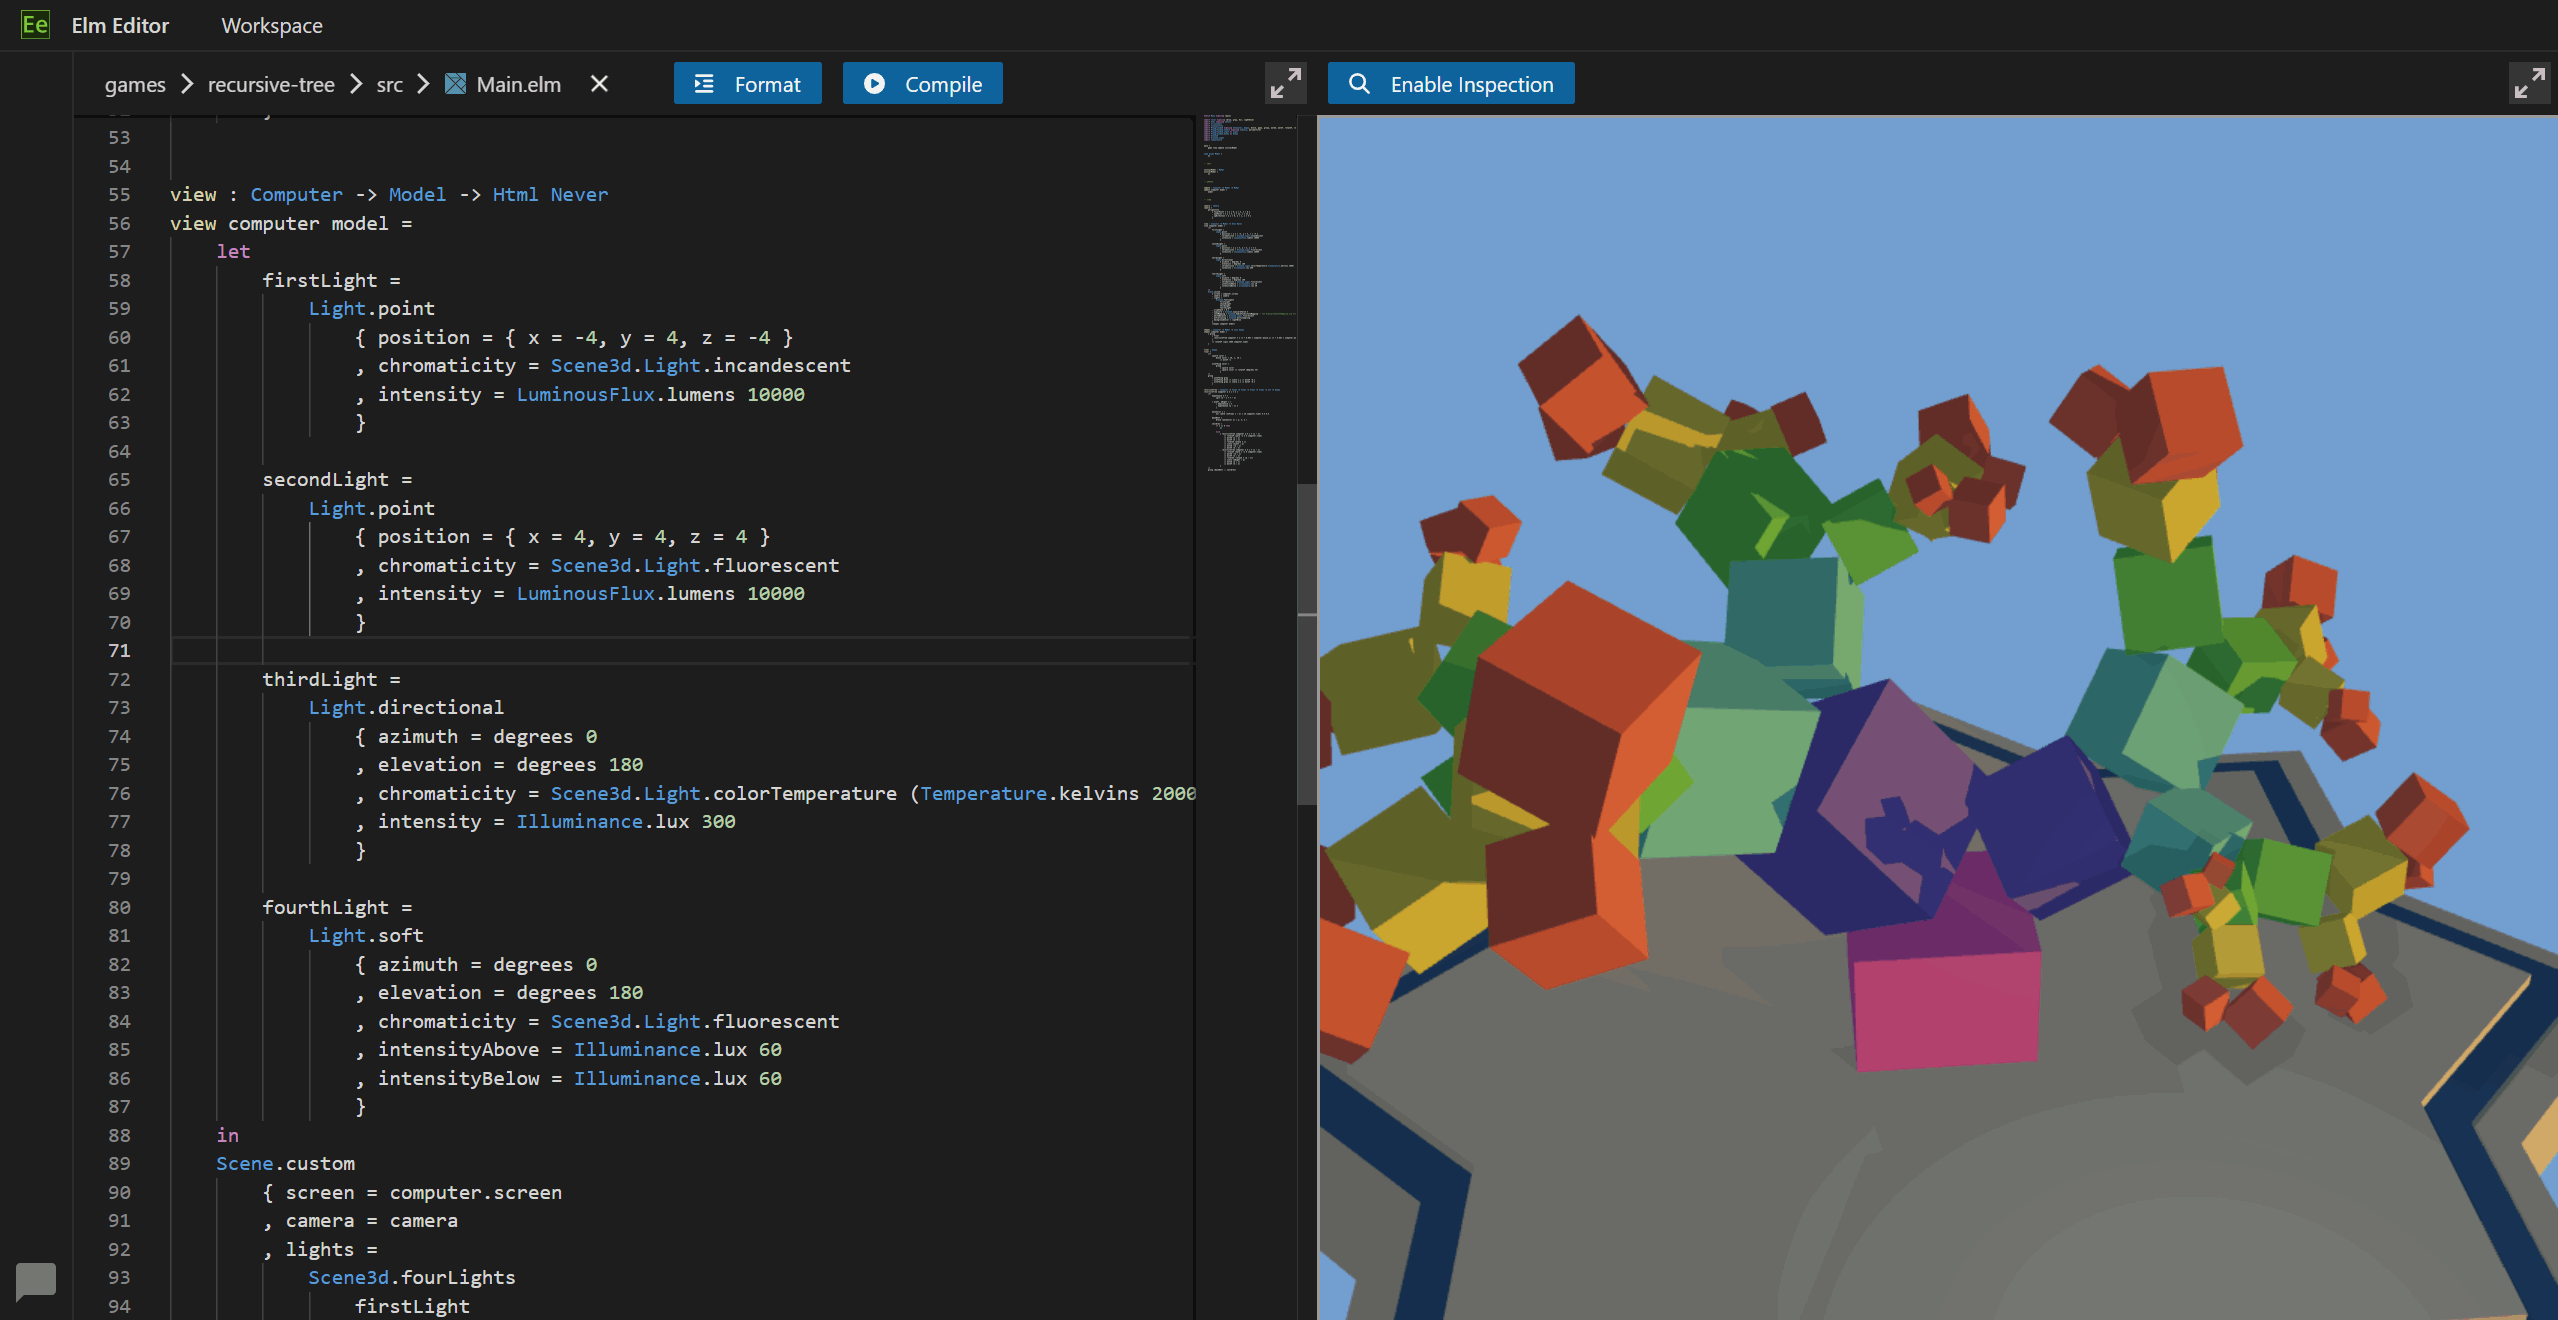 Ee Elm Editor Workspace
games recursive-tree src Main.elm Format Compile Enable Inspection
53
54
55 view : Computer -> Model -> Html Never
56 view computer model =
57 let
58 firstLight =
59 Light.point
60 { position = { x = -4, y = 4, z = -4 }
61 , chromaticity = Scene3d.Light.incandescent
62 , intensity = LuminousFlux.lumens 10000
63 }
64
65 secondLight =
66 Light.point
67 { position = { x = 4, y = 4, z = 4 }
68 , chromaticity = Scene3d.Light.fluorescent
69 , intensity = LuminousFlux.lumens 10000
70 }
71
72 thirdLight =
73 Light.directional
74 { azimuth = degrees 0
75 , elevation = degrees 180
76 , chromaticity = Scene3d.Light.colorTemperature (Temperature.kelvins 2000
77 , intensity = Illuminance.lux 300
78 }
79
80 fourthLight =
81 Light.soft
82 { azimuth = degrees 0
83 , elevation = degrees 180
84 , chromaticity = Scene3d.Light.fluorescent
85 , intensityAbove = Illuminance.lux 60
86 , intensityBelow = Illuminance.lux 60
87 }
88 in
89 Scene.custom
90 { screen = computer.screen
91 , camera = camera
92 , lights =
93 Scene3d.fourLights
94 firstLight